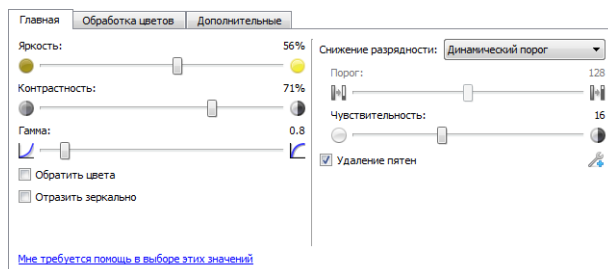 Главная Обработка цветов Дополнительные
Яркость: 56%
Контрастность: 71%
Гамма: 0.8
Обратить цвета
Отразить зеркально
Мне требуется помощь в выборе этих значений
Снижение разрядности: Динамический порог
Порог: 128
Чувствительность: 16
Удаление пятен